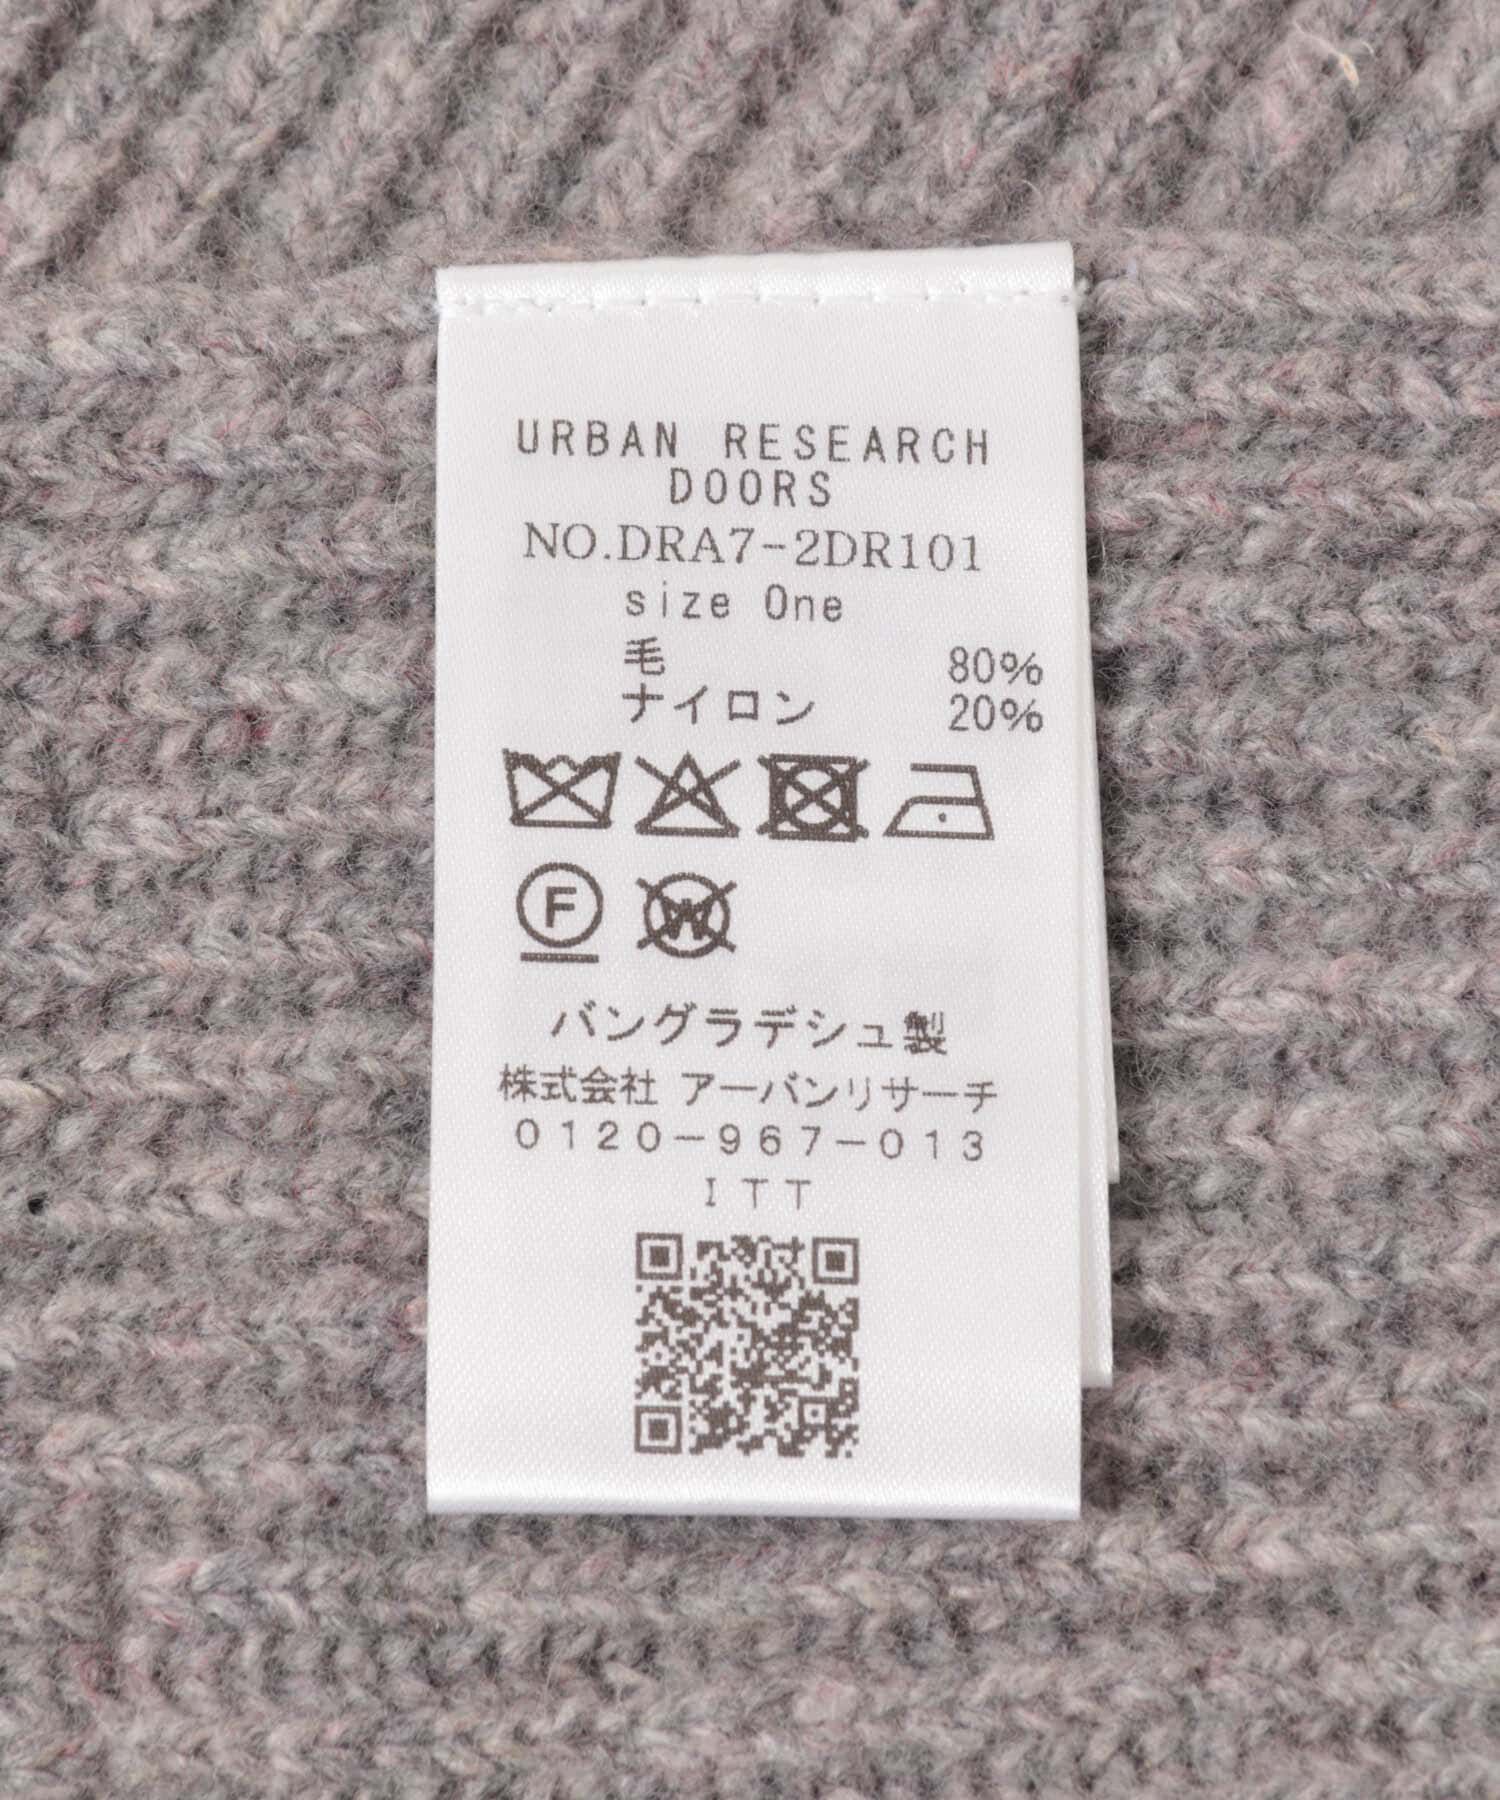 URBAN RESEARCH
DOORS
NO.DRA7-2DR101
size One
毛 80%
ナイロン 20%
F W
バングラデシュ製
株式会社 アーバンリサーチ
0120-967-013
ITT